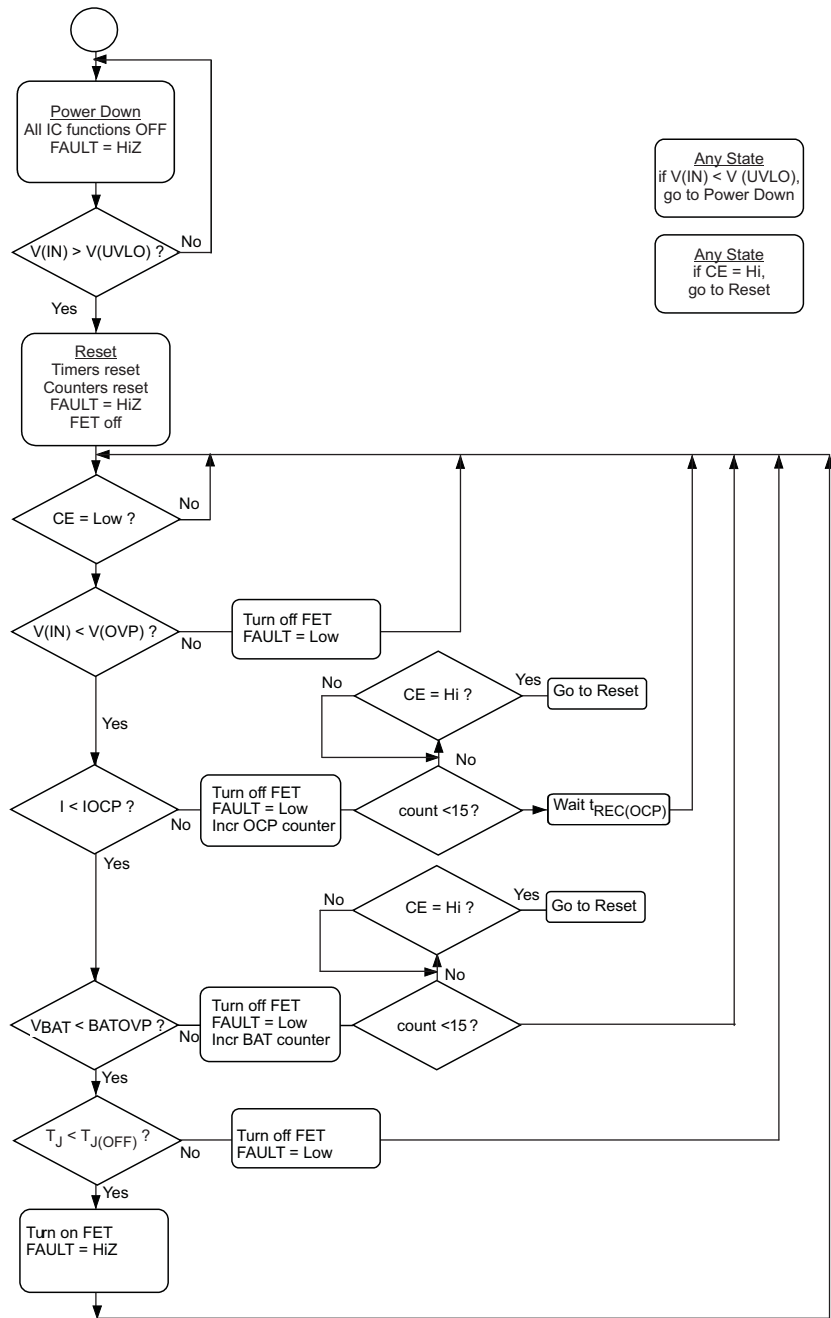 Power Down
All IC functions OFF
FAULT = HiZ
Any State
if V(IN) < V (UVLO),
go to Power Down
V(IN) > V(UVLO) ?
No
Any State
if CE = Hi,
go to Reset
Yes
Reset
Timers reset
Counters reset
FAULT = HiZ
FET off
CE = Low ?
No
V(IN) < V(OVP) ?
No
Turn off FET
FAULT = Low
Yes
No
CE = Hi ?
Yes
Go to Reset
No
I < IOCP ?
No
Turn off FET
FAULT = Low
Incr OCP counter
count <15?
Wait tREC(OCP)
Yes
No
CE = Hi ?
Yes
Go to Reset
No
VBAT < BATOVP ?
No
Turn off FET
FAULT = Low
Incr BAT counter
count <15?
Yes
TJ < TJ(OFF) ?
No
Turn off FET
FAULT = Low
Yes
Turn on FET
FAULT = HiZ